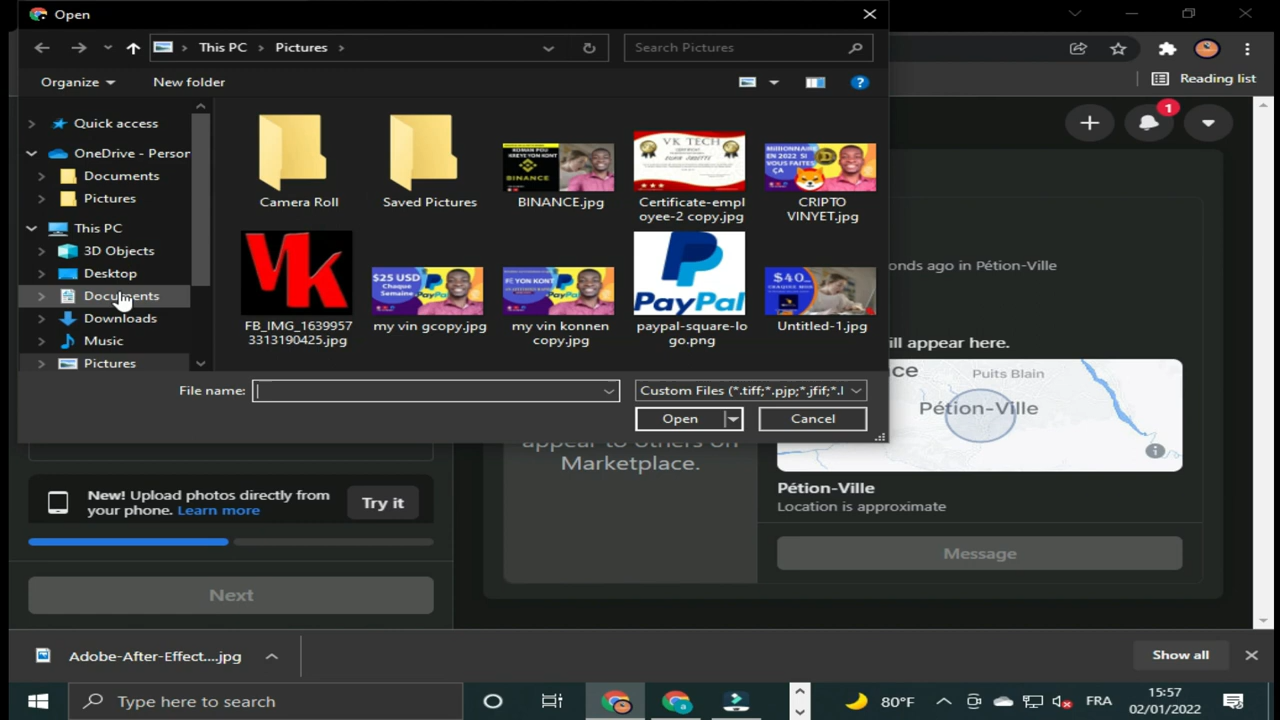 Open
This PC
Pictures
Search Pictures
Organize
New folder
Reading list
Quick access
OneDrive - Person
Documents
Pictures
This PC
3D Objects
Desktop
Documents
Downloads
Music
Pictures
Camera Roll
Saved Pictures
BINANCE.jpg
Certificate-empl
oyee-2 copy.jpg
CRIPTO
VINYET.jpg
KOMAN POU
KREYE YON KONT
BINANCE
VK TECH
MILLIONNAIRE
EN 2022 SI
VOUS FAITES
ÇA
VK
$25 USD
Chaque
Semaine
PayPal
PayPal
PayPal
$40
FB_IMG_1639957
3313190425.jpg
my vin gcopy.jpg
my vin konnen
copy.jpg
paypal-square-lo
go.png
Untitled-1.jpg
File name:
Custom Files (*.tiff;*.pjp;*.jfif;*.l
Open
Cancel
1
onds ago in Pétion-Ville
ill appear here.
nce
Puits Blain
Pétion-Ville
appear to others on
Marketplace.
Pétion-Ville
Location is approximate
Message
New! Upload photos directly from
your phone. Learn more
Try it
Next
Adobe-After-Effect....jpg
Show all
Type here to search
80°F
FRA
15:57
02/01/2022